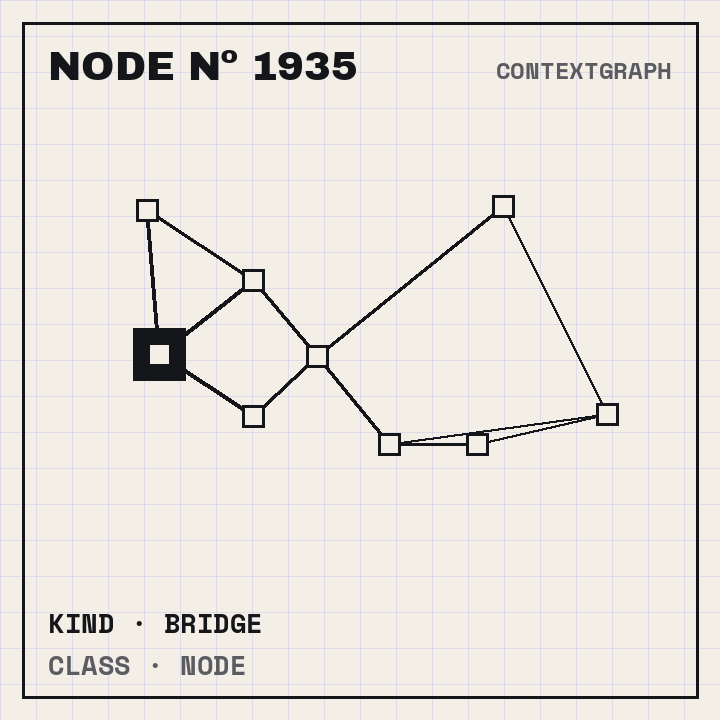 NODE Nº 1935
CONTEXTGRAPH
KIND · BRIDGE
CLASS · NODE